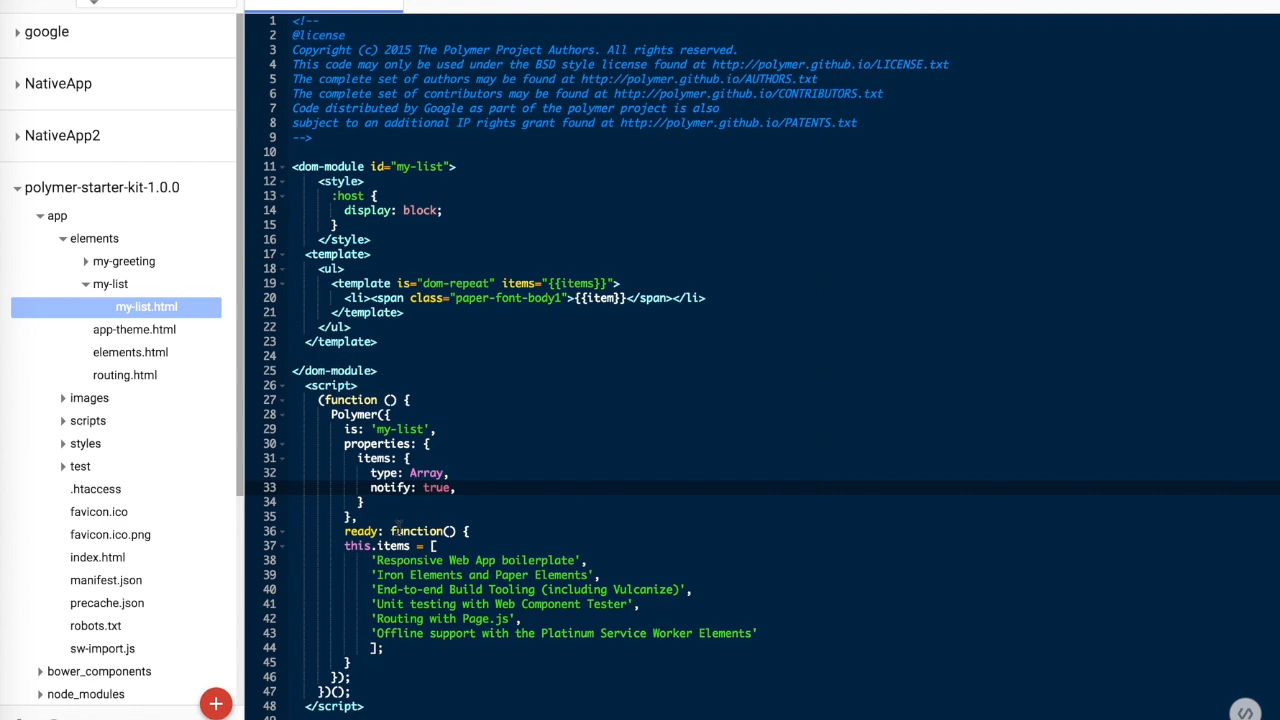 google
NativeApp
NativeApp2
polymer-starter-kit-1.0.0
app
elements
my-greeting
my-list
my-list.html
app-theme.html
elements.html
routing.html
images
scripts
styles
test
.htaccess
favicon.ico
favicon.ico.png
index.html
manifest.json
precache.json
robots.txt
sw-import.js
bower_components
node_modules
+
1 <!--
2 @license
3 Copyright (c) 2015 The Polymer Project Authors. All rights reserved.
4 This code may only be used under the BSD style license found at http://polymer.github.io/LICENSE.txt
5 The complete set of authors may be found at http://polymer.github.io/AUTHORS.txt
6 The complete set of contributors may be found at http://polymer.github.io/CONTRIBUTORS.txt
7 Code distributed by Google as part of the polymer project is also
8 subject to an additional IP rights grant found at http://polymer.github.io/PATENTS.txt
9 -->
10
11 <dom-module id="my-list">
12 <style>
13 :host {
14 display: block;
15 }
16 </style>
17 <template>
18 <ul>
19 <template is="dom-repeat" items="{{items}}">
20 <li><span class="paper-font-body1">{{item}}</span></li>
21 </template>
22 </ul>
23 </template>
24
25 </dom-module>
26 <script>
27 (function () {
28 Polymer({
29 is: 'my-list',
30 properties: {
31 items: {
32 type: Array,
33 notify: true,
34 }
35 },
36 ready: function() {
37 this.items = [
38 'Responsive Web App boilerplate',
39 'Iron Elements and Paper Elements',
40 'End-to-end Build Tooling (including Vulcanize)',
41 'Unit testing with Web Component Tester',
42 'Routing with Page.js',
43 'Offline support with the Platinum Service Worker Elements'
44 ];
45 }
46 });
47 })();
48 </script>